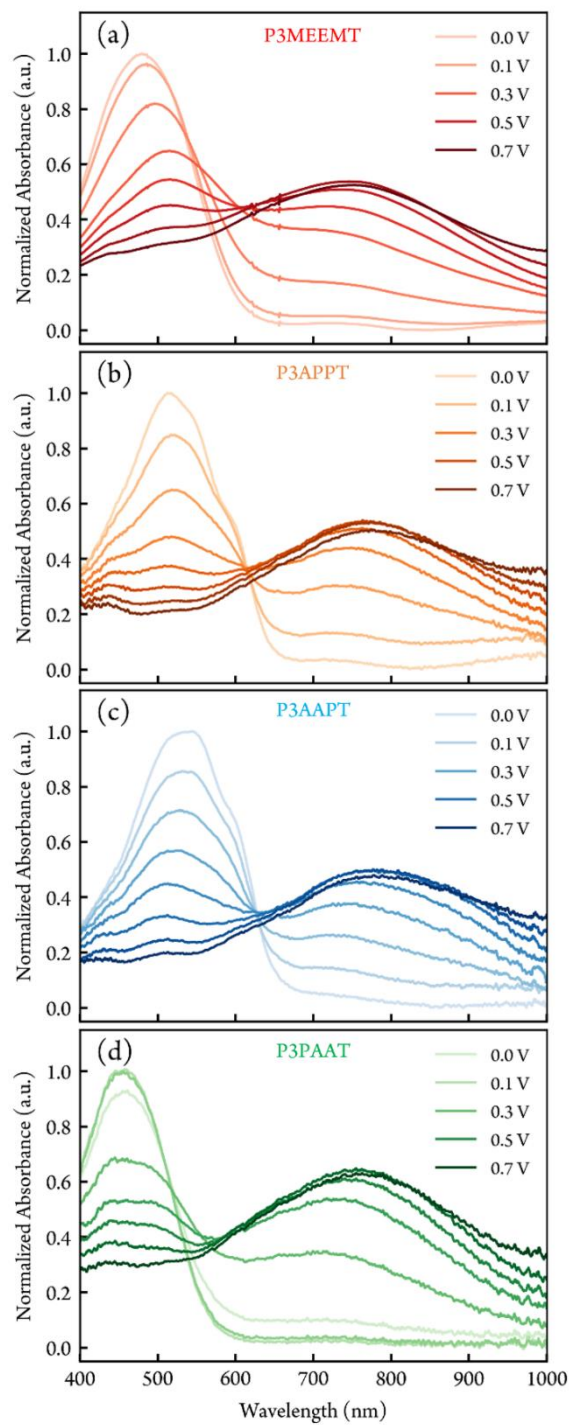 (a)
P3MEEMT
0.0 V
0.1 V
0.3 V
0.5 V
0.7 V
Normalized Absorbance (a.u.)
1.0
0.8
0.6
0.4
0.2
0.0
(b)
P3APPT
0.0 V
0.1 V
0.3 V
0.5 V
0.7 V
Normalized Absorbance (a.u.)
1.0
0.8
0.6
0.4
0.2
0.0
(c)
P3AAPT
0.0 V
0.1 V
0.3 V
0.5 V
0.7 V
Normalized Absorbance (a.u.)
1.0
0.8
0.6
0.4
0.2
0.0
(d)
P3PAAT
0.0 V
0.1 V
0.3 V
0.5 V
0.7 V
Normalized Absorbance (a.u.)
1.0
0.8
0.6
0.4
0.2
0.0
400 500 600 700 800 900 1000
Wavelength (nm)